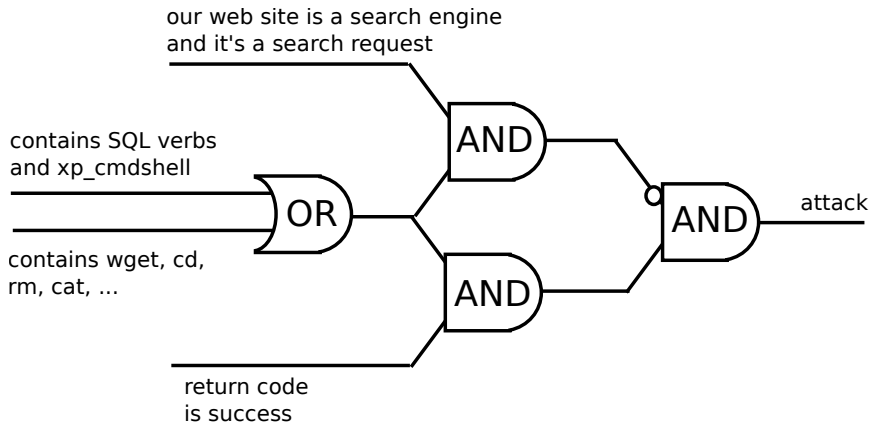 our web site is a search engine
and it's a search request
contains SQL verbs
and xp_cmdshell
AND
OR
AND
attack
contains wget, cd,
rm, cat, ...
AND
return code
is success